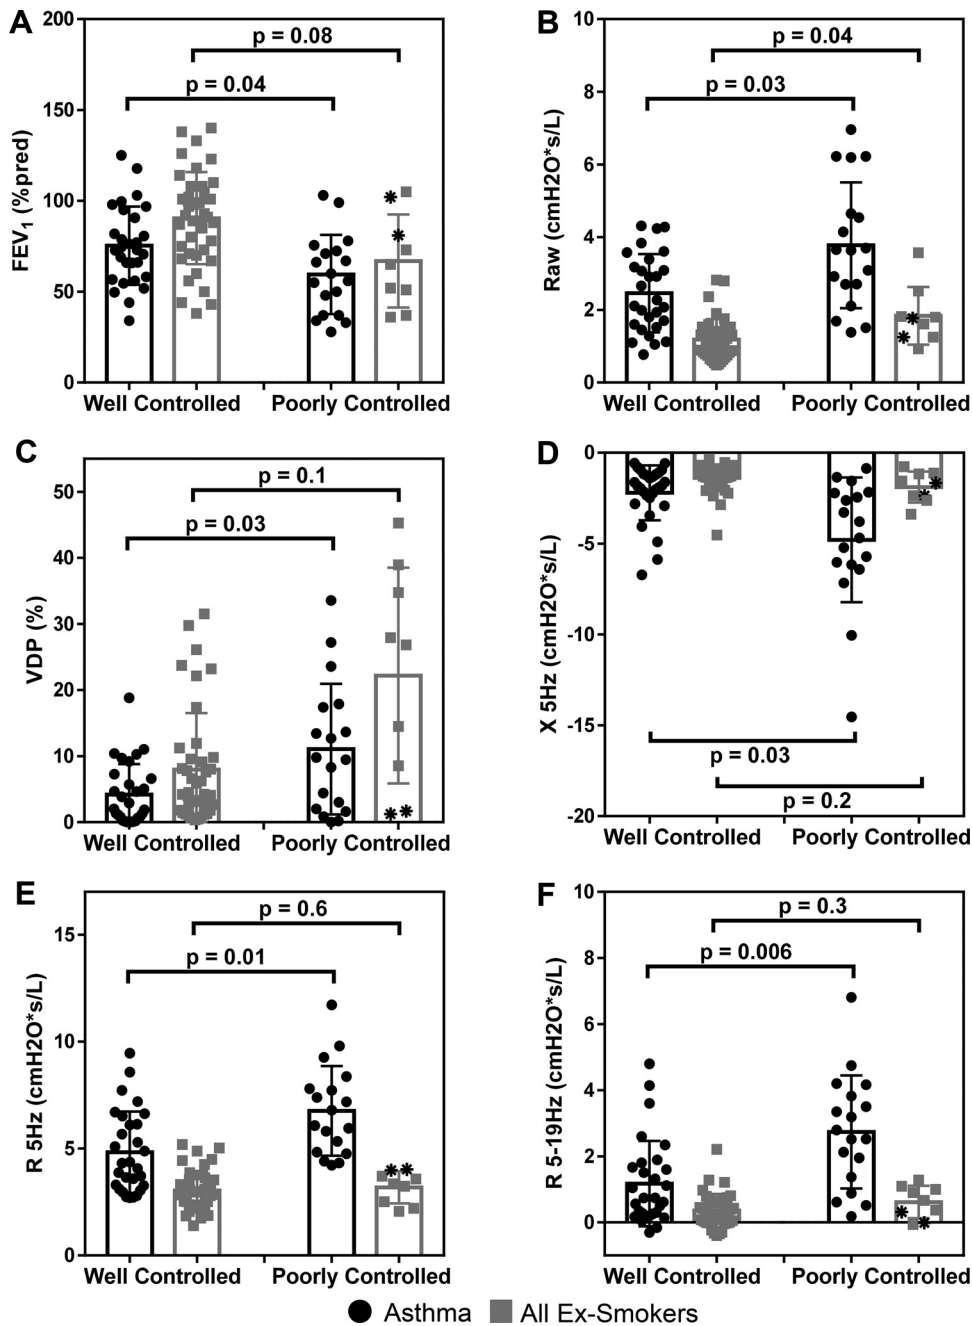 A
FEV1 (%pred)
200
150
100
50
0
p = 0.08
p = 0.04
Well Controlled
Poorly Controlled
B
Raw (cmH2O*s/L)
10
8
6
4
2
0
p = 0.04
p = 0.03
Well Controlled
Poorly Controlled
C
VDP (%)
50
40
30
20
10
0
p = 0.1
p = 0.03
Well Controlled
Poorly Controlled
D
X 5Hz (cmH2O*s/L)
0
-5
-10
-15
-20
p = 0.03
p = 0.2
Well Controlled
Poorly Controlled
E
R 5Hz (cmH2O*s/L)
15
10
5
0
p = 0.6
p = 0.01
Well Controlled
Poorly Controlled
F
R 5-19Hz (cmH2O*s/L)
10
8
6
4
2
0
p = 0.3
p = 0.006
Well Controlled
Poorly Controlled
Asthma
All Ex-Smokers